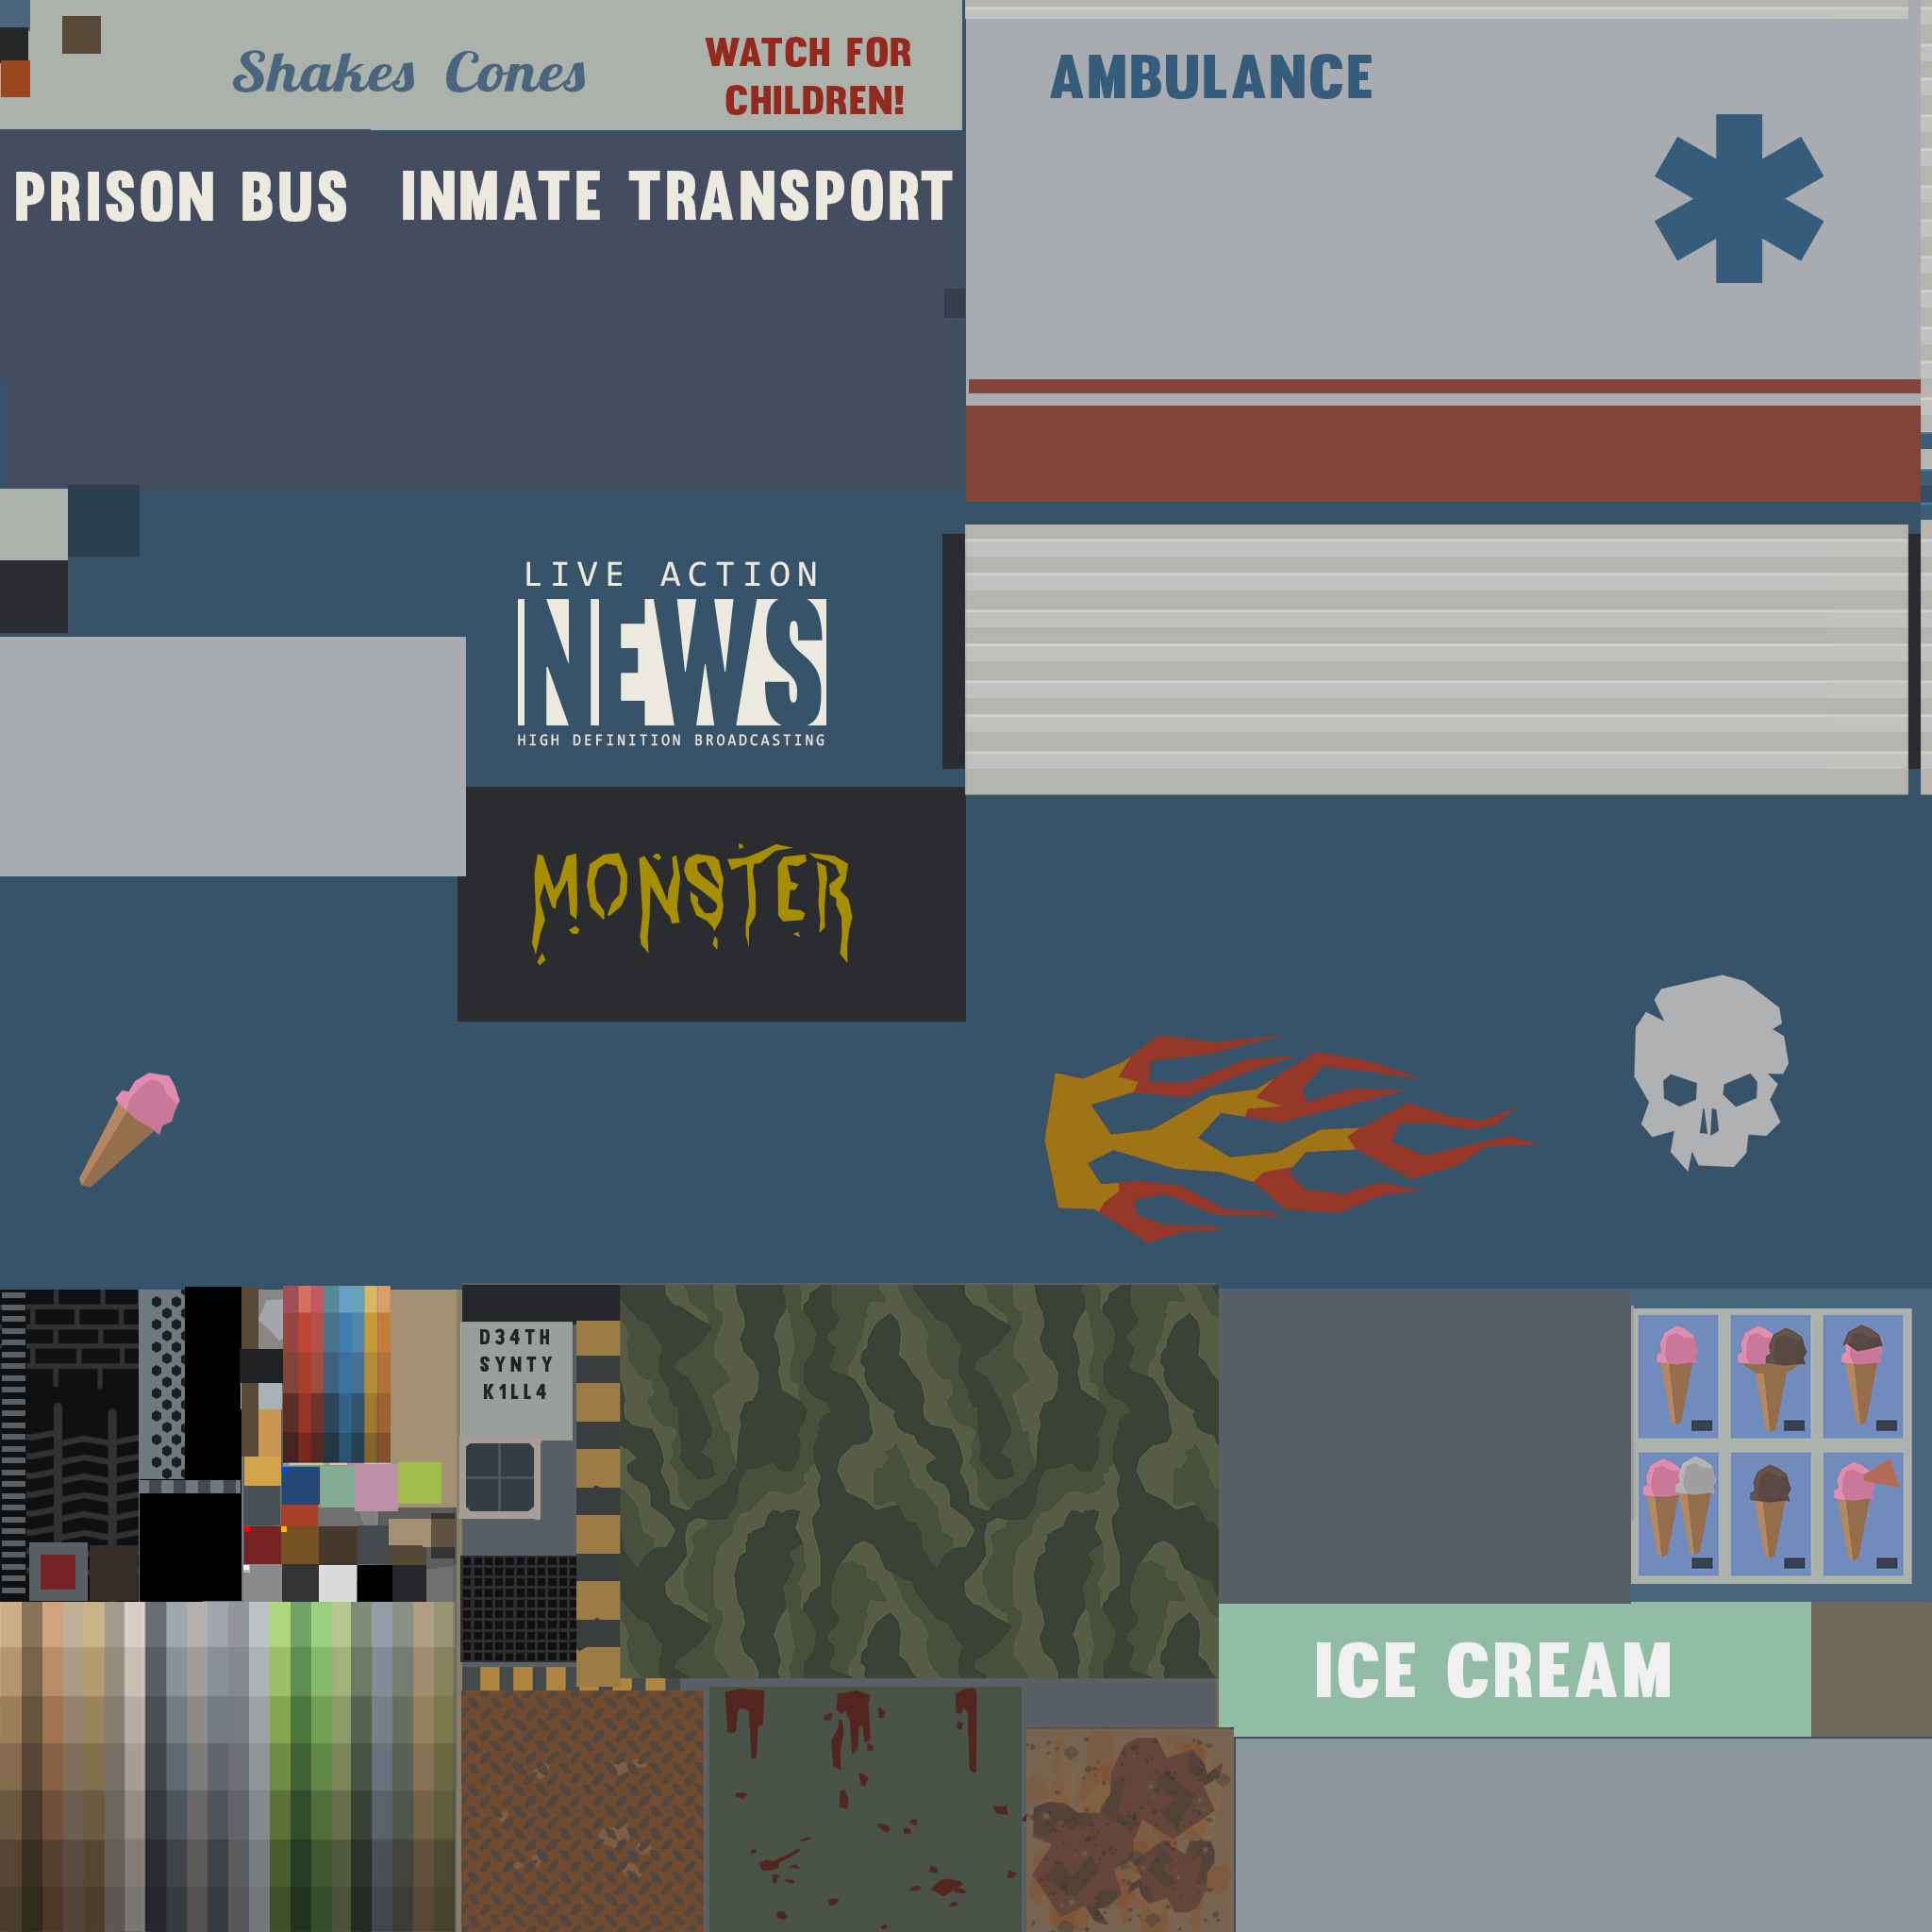 Shakes Cones
WATCH FOR
CHILDREN!
AMBULANCE
PRISON BUS
INMATE TRANSPORT
LIVE ACTION
NEWS
HIGH DEFINITION BROADCASTING
MONSTER
D34TH
SYNTY
K1LL4
ICE CREAM